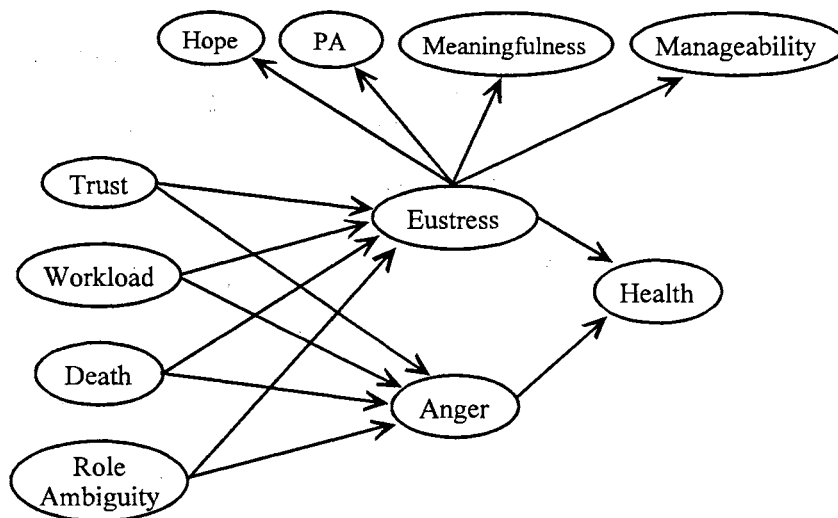 Hope
PA
Meaningfulness
Manageability
Trust
Eustress
Workload
Health
Death
Anger
Role
Ambiguity